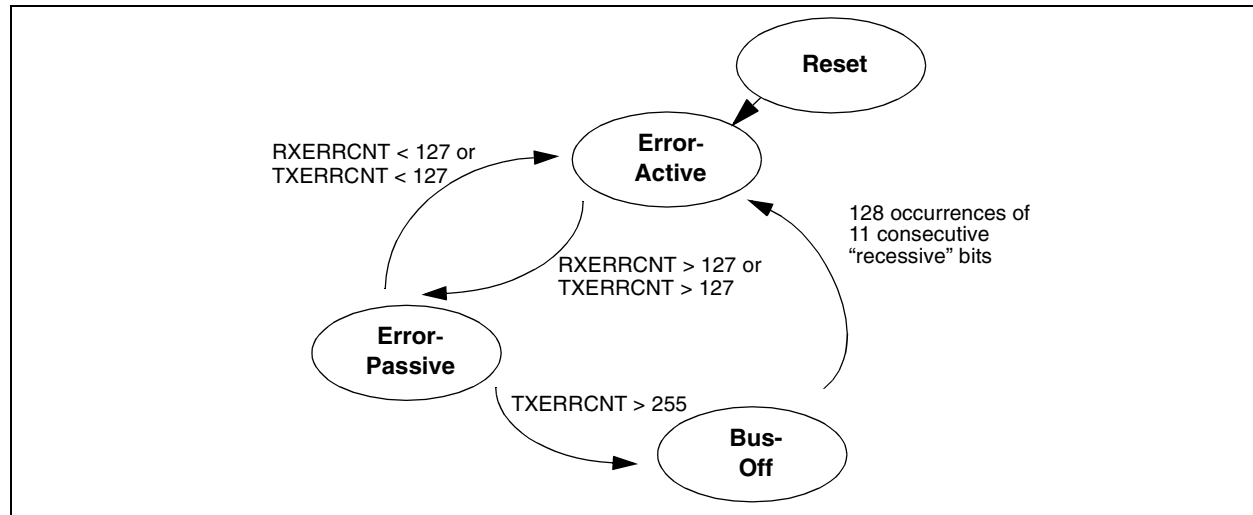 Reset
Error-
Active
RXERRCNT < 127 or
TXERRCNT < 127
128 occurrences of
11 consecutive
“recessive” bits
RXERRCNT > 127 or
TXERRCNT > 127
Error-
Passive
TXERRCNT > 255
Bus-
Off